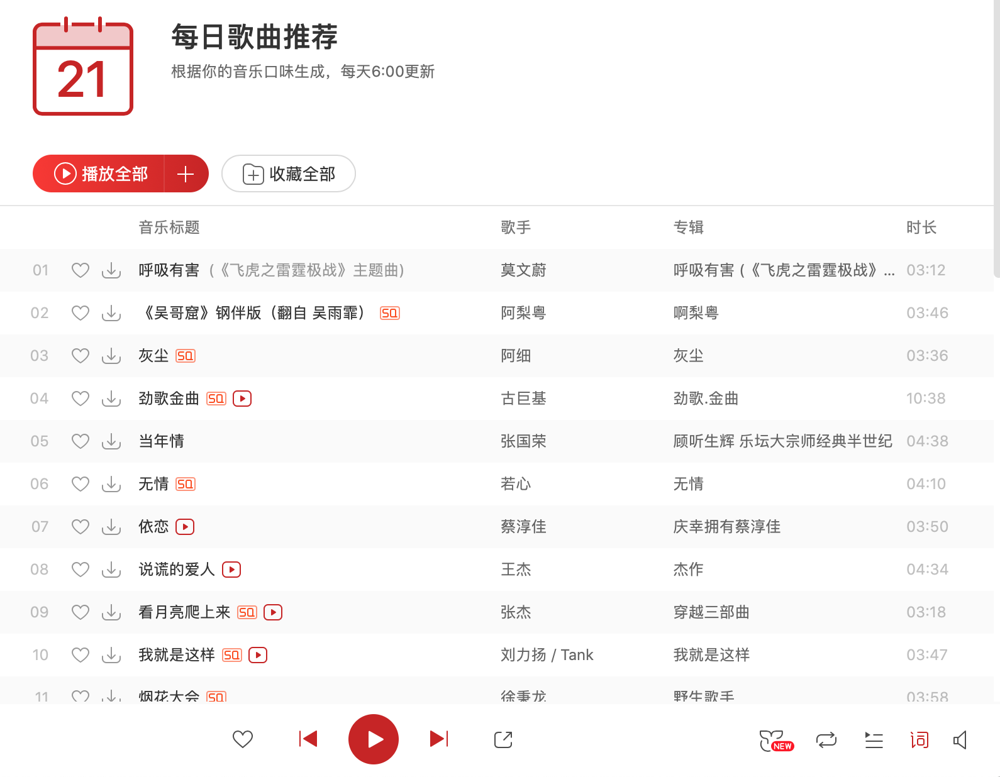 21
每日歌曲推荐
根据你的音乐口味生成，每天6:00更新
播放全部
收藏全部
音乐标题 歌手 专辑 时长
01 呼吸有害 (《飞虎之雷霆极战》主题曲) 莫文蔚 呼吸有害 (《飞虎之雷霆极战》... 03:12
02 《吴哥窟》钢伴版（翻自 吴雨霏） SQ 阿梨粤 啊梨粤 03:46
03 灰尘 SQ 阿细 灰尘 03:36
04 劲歌金曲 SQ 古巨基 劲歌.金曲 10:38
05 当年情 张国荣 顾听生辉 乐坛大宗师经典半世纪 04:38
06 无情 SQ 若心 无情 04:10
07 依恋 蔡淳佳 庆幸拥有蔡淳佳 03:50
08 说谎的爱人 王杰 杰作 04:34
09 看月亮爬上来 SQ 张杰 穿越三部曲 03:18
10 我就是这样 SQ 刘力扬 / Tank 我就是这样 03:47
11 烟花大会 SQ 徐秉龙 野生歌手 03:58
NEW 词